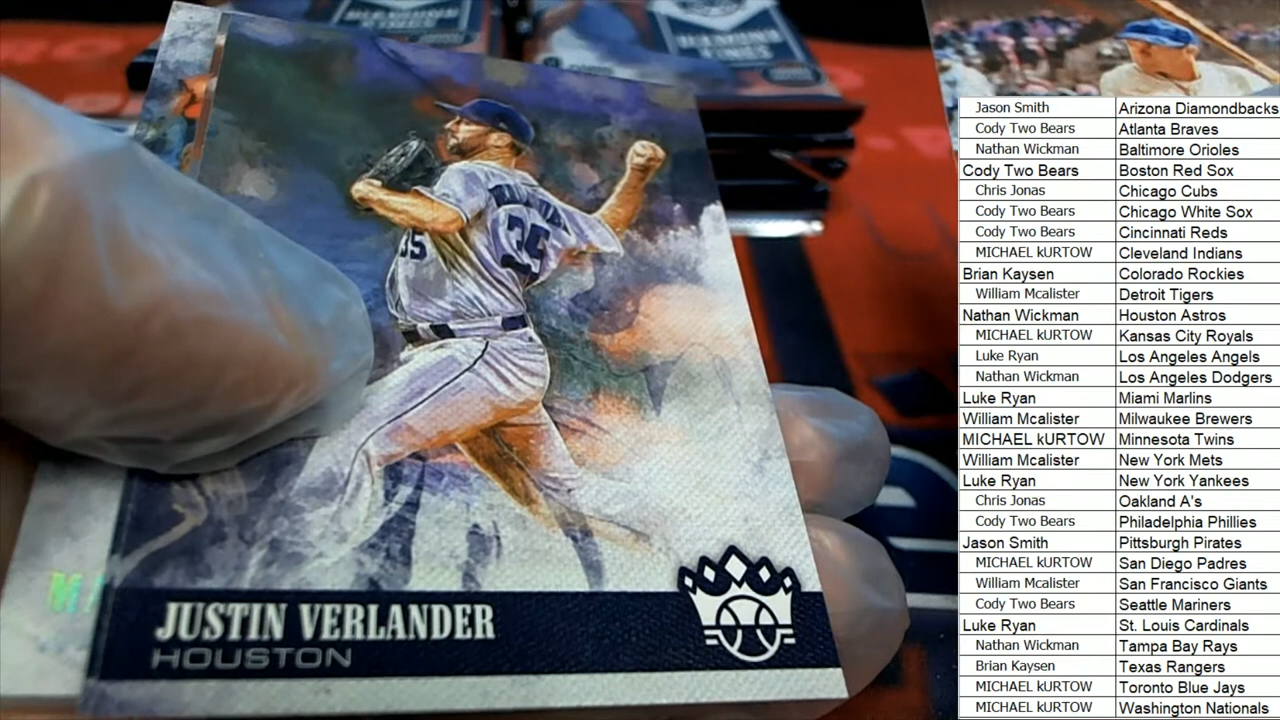 35
35
JUSTIN VERLANDER
HOUSTON
Jason Smith Arizona Diamondbacks
Cody Two Bears Atlanta Braves
Nathan Wickman Baltimore Orioles
Cody Two Bears Boston Red Sox
Chris Jonas Chicago Cubs
Cody Two Bears Chicago White Sox
Cody Two Bears Cincinnati Reds
MICHAEL kURTOW Cleveland Indians
Brian Kaysen Colorado Rockies
William Mcalister Detroit Tigers
Nathan Wickman Houston Astros
MICHAEL kURTOW Kansas City Royals
Luke Ryan Los Angeles Angels
Nathan Wickman Los Angeles Dodgers
Luke Ryan Miami Marlins
William Mcalister Milwaukee Brewers
MICHAEL kURTOW Minnesota Twins
William Mcalister New York Mets
Luke Ryan New York Yankees
Chris Jonas Oakland A's
Cody Two Bears Philadelphia Phillies
Jason Smith Pittsburgh Pirates
MICHAEL kURTOW San Diego Padres
William Mcalister San Francisco Giants
Cody Two Bears Seattle Mariners
Luke Ryan St. Louis Cardinals
Nathan Wickman Tampa Bay Rays
Brian Kaysen Texas Rangers
MICHAEL kURTOW Toronto Blue Jays
MICHAEL kURTOW Washington Nationals